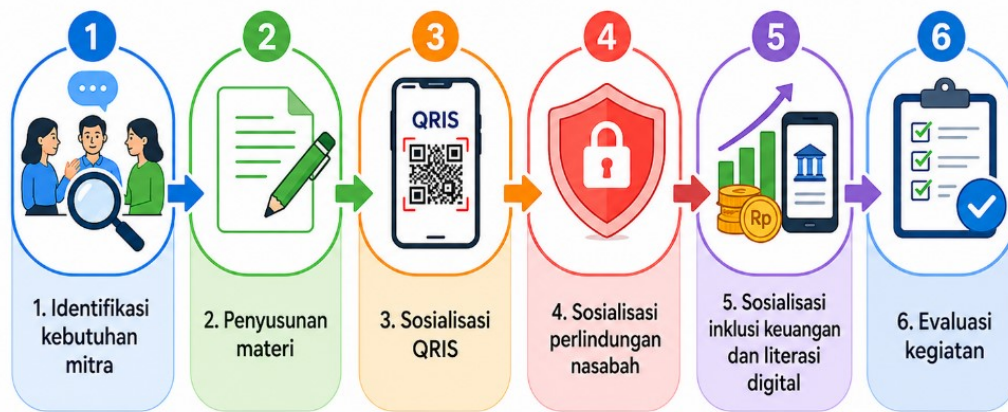 1
2
3
4
5
6
QRIS
Rp
1. Identifikasi
kebutuhan
mitra
2. Penyusunan
materi
3. Sosialisasi
QRIS
4. Sosialisasi
perlindungan
nasabah
5. Sosialisasi
inklusi keuangan
dan literasi
digital
6. Evaluasi
kegiatan